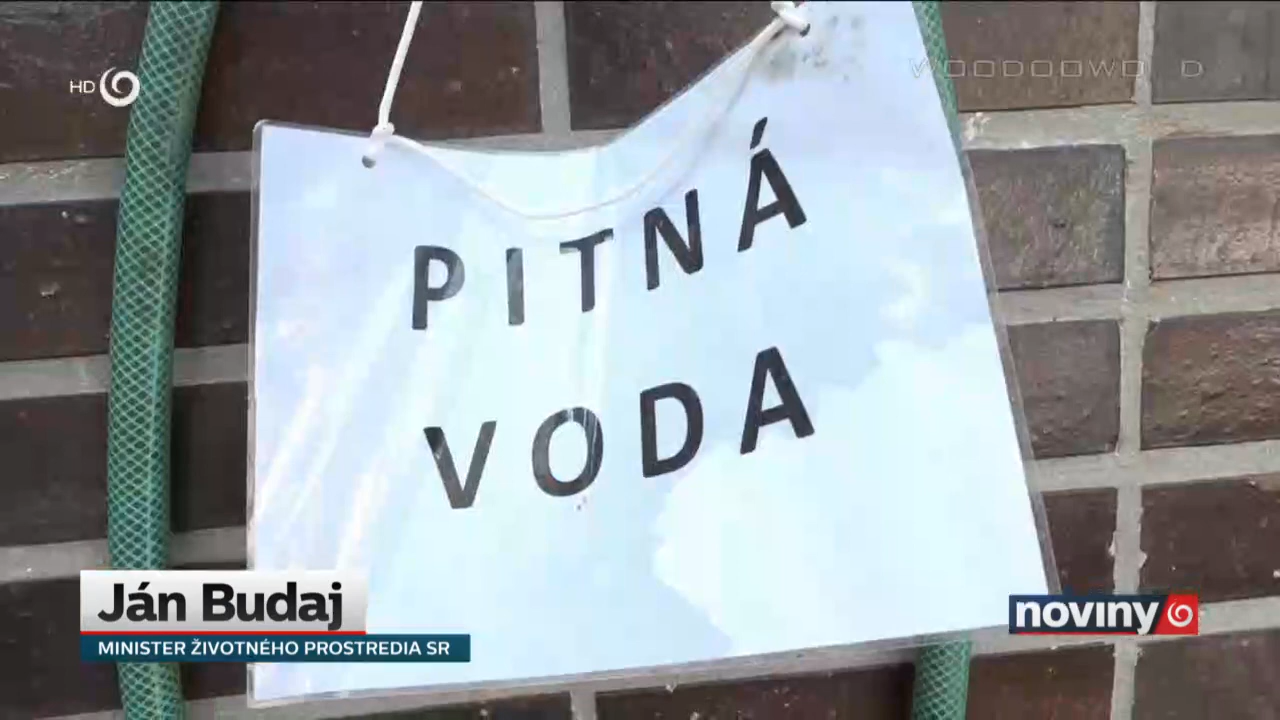 HD
PITNÁ
VODA
Ján Budaj
MINISTER ŽIVOTNÉHO PROSTREDIA SR
noviny